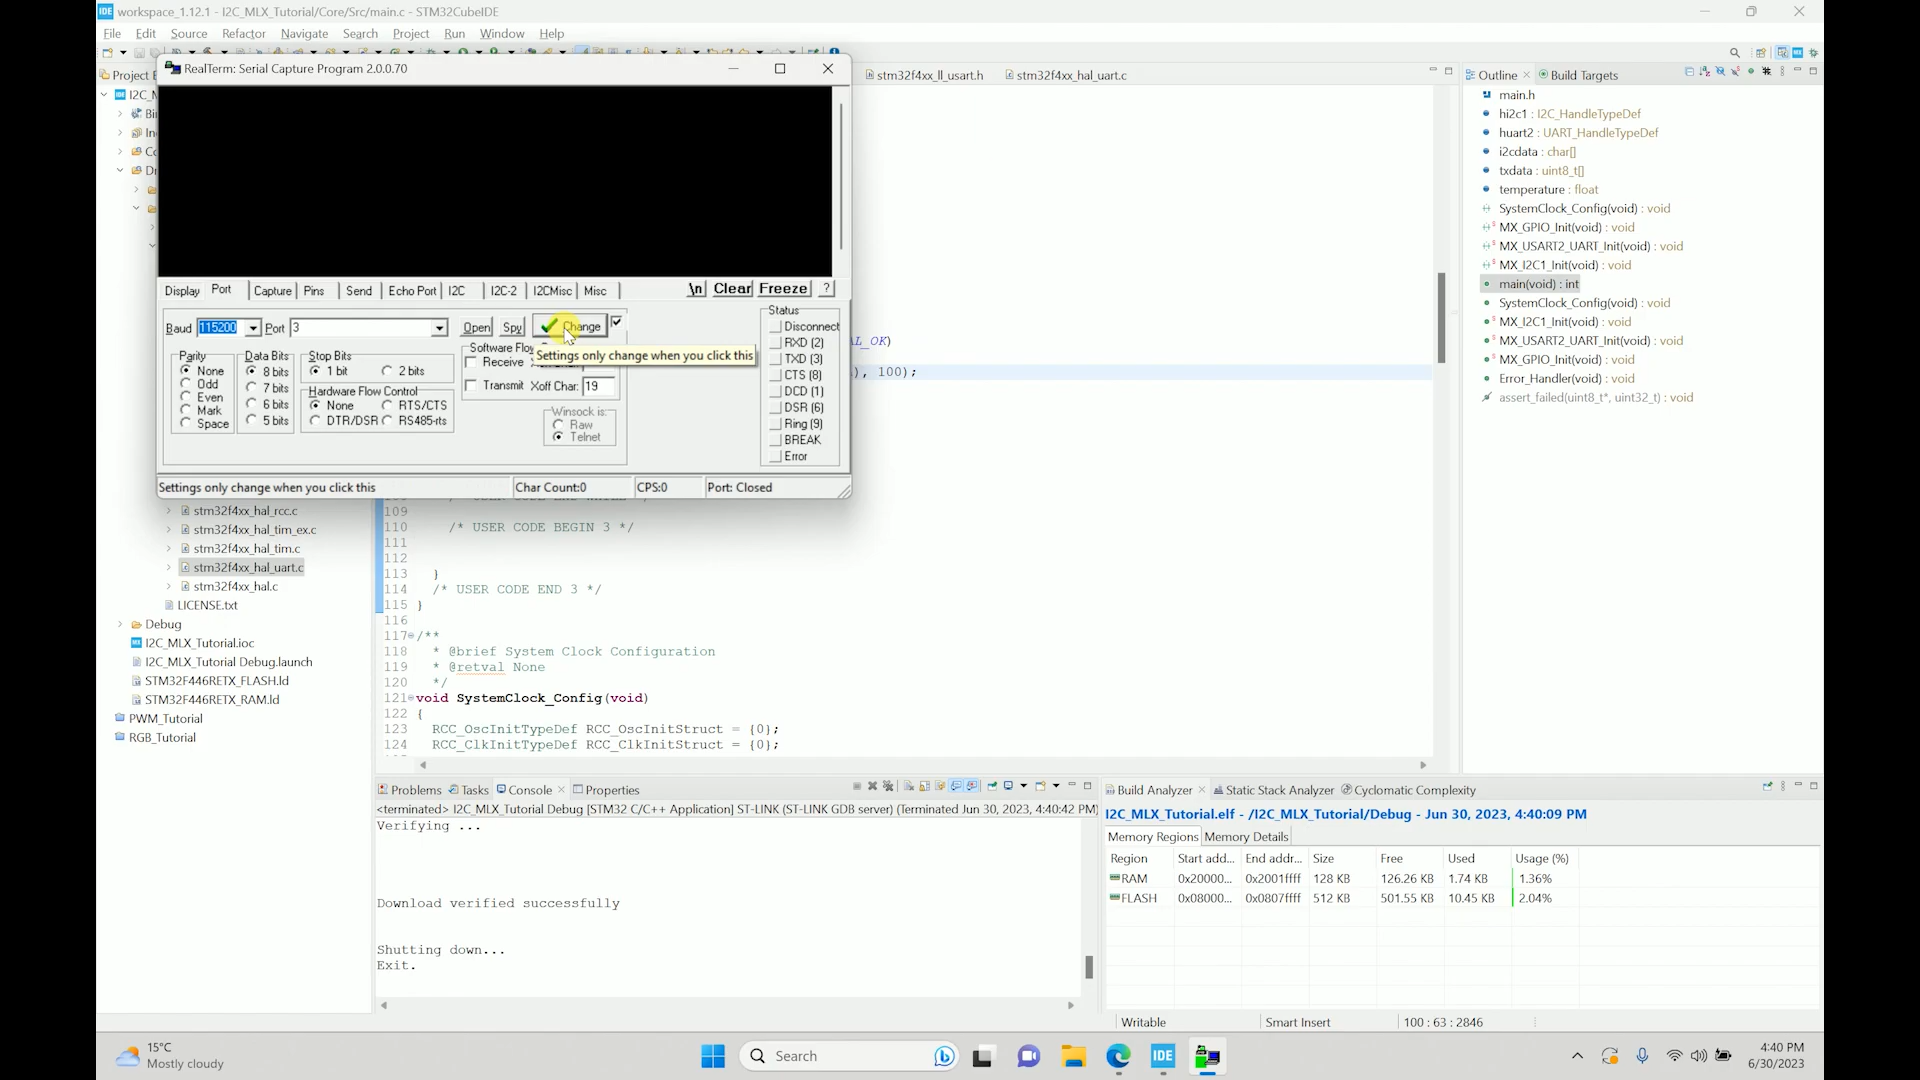 IDE workspace_1.12.1 - I2C_MLX_Tutorial/Core/Src/main.c - STM32CubeIDE
File Edit Source Refactor Navigate Search Project Run Window Help
Project E
RealTerm: Serial Capture Program 2.0.0.70
stm32f4xx_ll_usart.h
stm32f4xx_hal_uart.c
Outline
Build Targets
IDE I2C_M
Bi
In
Co
Dr
Display Port Capture Pins Send Echo Port I2C I2C-2 I2CMisc Misc \n Clear Freeze ?
Baud 115200 Port 3 Open Spy Change
Settings only change when you click this
Parity
None
Odd
Even
Mark
Space
Data Bits
8 bits
7 bits
6 bits
5 bits
Stop Bits
1 bit 2 bits
Hardware Flow Control
None RTS/CTS
DTR/DSR RS485-rts
Software Flo
Receive
Transmit Xoff Char: 19
Winsock is:
Raw
Telnet
Status
Disconnect
RXD (2)
TXD (3)
CTS (8)
DCD (1)
DSR (6)
Ring (9)
BREAK
Error
Settings only change when you click this Char Count:0 CPS:0 Port: Closed
AL_OK)
), 100);
main.h
hi2c1 : I2C_HandleTypeDef
huart2 : UART_HandleTypeDef
i2cdata : char[]
txdata : uint8_t[]
temperature : float
SystemClock_Config(void) : void
MX_GPIO_Init(void) : void
MX_USART2_UART_Init(void) : void
MX_I2C1_Init(void) : void
main(void) : int
SystemClock_Config(void) : void
MX_I2C1_Init(void) : void
MX_USART2_UART_Init(void) : void
MX_GPIO_Init(void) : void
Error_Handler(void) : void
assert_failed(uint8_t*, uint32_t) : void
stm32f4xx_hal_rcc.c
stm32f4xx_hal_tim_ex.c
stm32f4xx_hal_tim.c
stm32f4xx_hal_uart.c
stm32f4xx_hal.c
LICENSE.txt
Debug
I2C_MLX_Tutorial.ioc
I2C_MLX_Tutorial Debug.launch
STM32F446RETX_FLASH.ld
STM32F446RETX_RAM.ld
PWM_Tutorial
RGB_Tutorial
109
110 /* USER CODE BEGIN 3 */
111
112
113 }
114 /* USER CODE END 3 */
115 }
116
117 /**
118 * @brief System Clock Configuration
119 * @retval None
120 */
121 void SystemClock_Config(void)
122 {
123 RCC_OscInitTypeDef RCC_OscInitStruct = {0};
124 RCC_ClkInitTypeDef RCC_ClkInitStruct = {0};
Problems Tasks Console Properties
<terminated> I2C_MLX_Tutorial Debug [STM32 C/C++ Application] ST-LINK (ST-LINK GDB server) (Terminated Jun 30, 2023, 4:40:42 PM)
Verifying ...
Download verified successfully
Shutting down...
Exit.
Build Analyzer Static Stack Analyzer Cyclomatic Complexity
I2C_MLX_Tutorial.elf - /I2C_MLX_Tutorial/Debug - Jun 30, 2023, 4:40:09 PM
Memory Regions Memory Details
Region Start add... End addr... Size Free Used Usage (%)
RAM 0x20000... 0x2001ffff 128 KB 126.26 KB 1.74 KB 1.36%
FLASH 0x08000... 0x0807ffff 512 KB 501.55 KB 10.45 KB 2.04%
Writable Smart Insert 100 : 63 : 2846
15°C
Mostly cloudy
Search
IDE
4:40 PM
6/30/2023